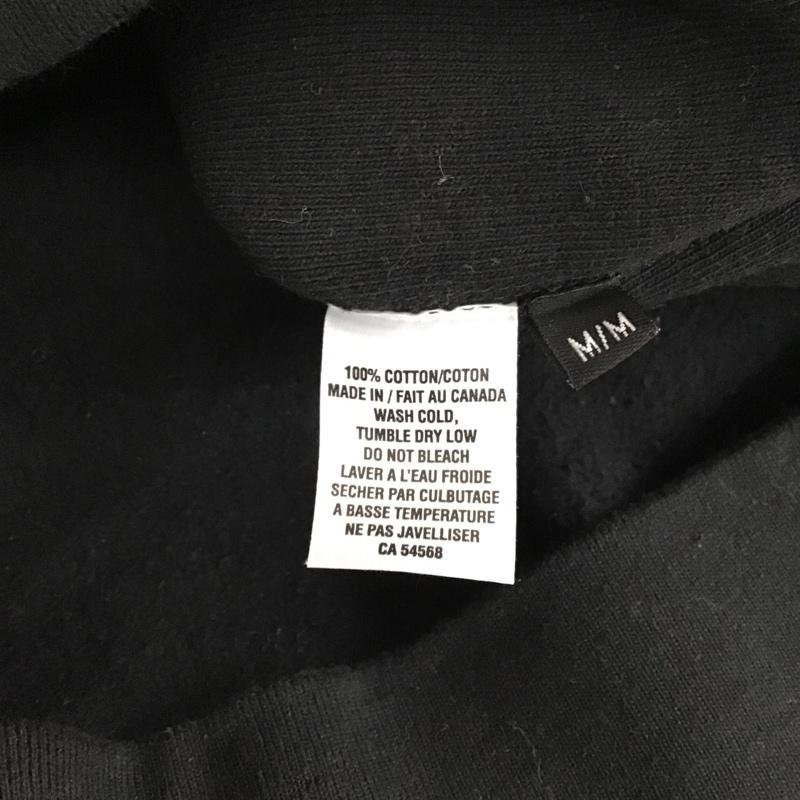 100% COTTON/COTON
MADE IN / FAIT AU CANADA
WASH COLD,
TUMBLE DRY LOW
DO NOT BLEACH
LAVER A L'EAU FROIDE
SECHER PAR CULBUTAGE
A BASSE TEMPERATURE
NE PAS JAVELLISER
CA 54568
M/M